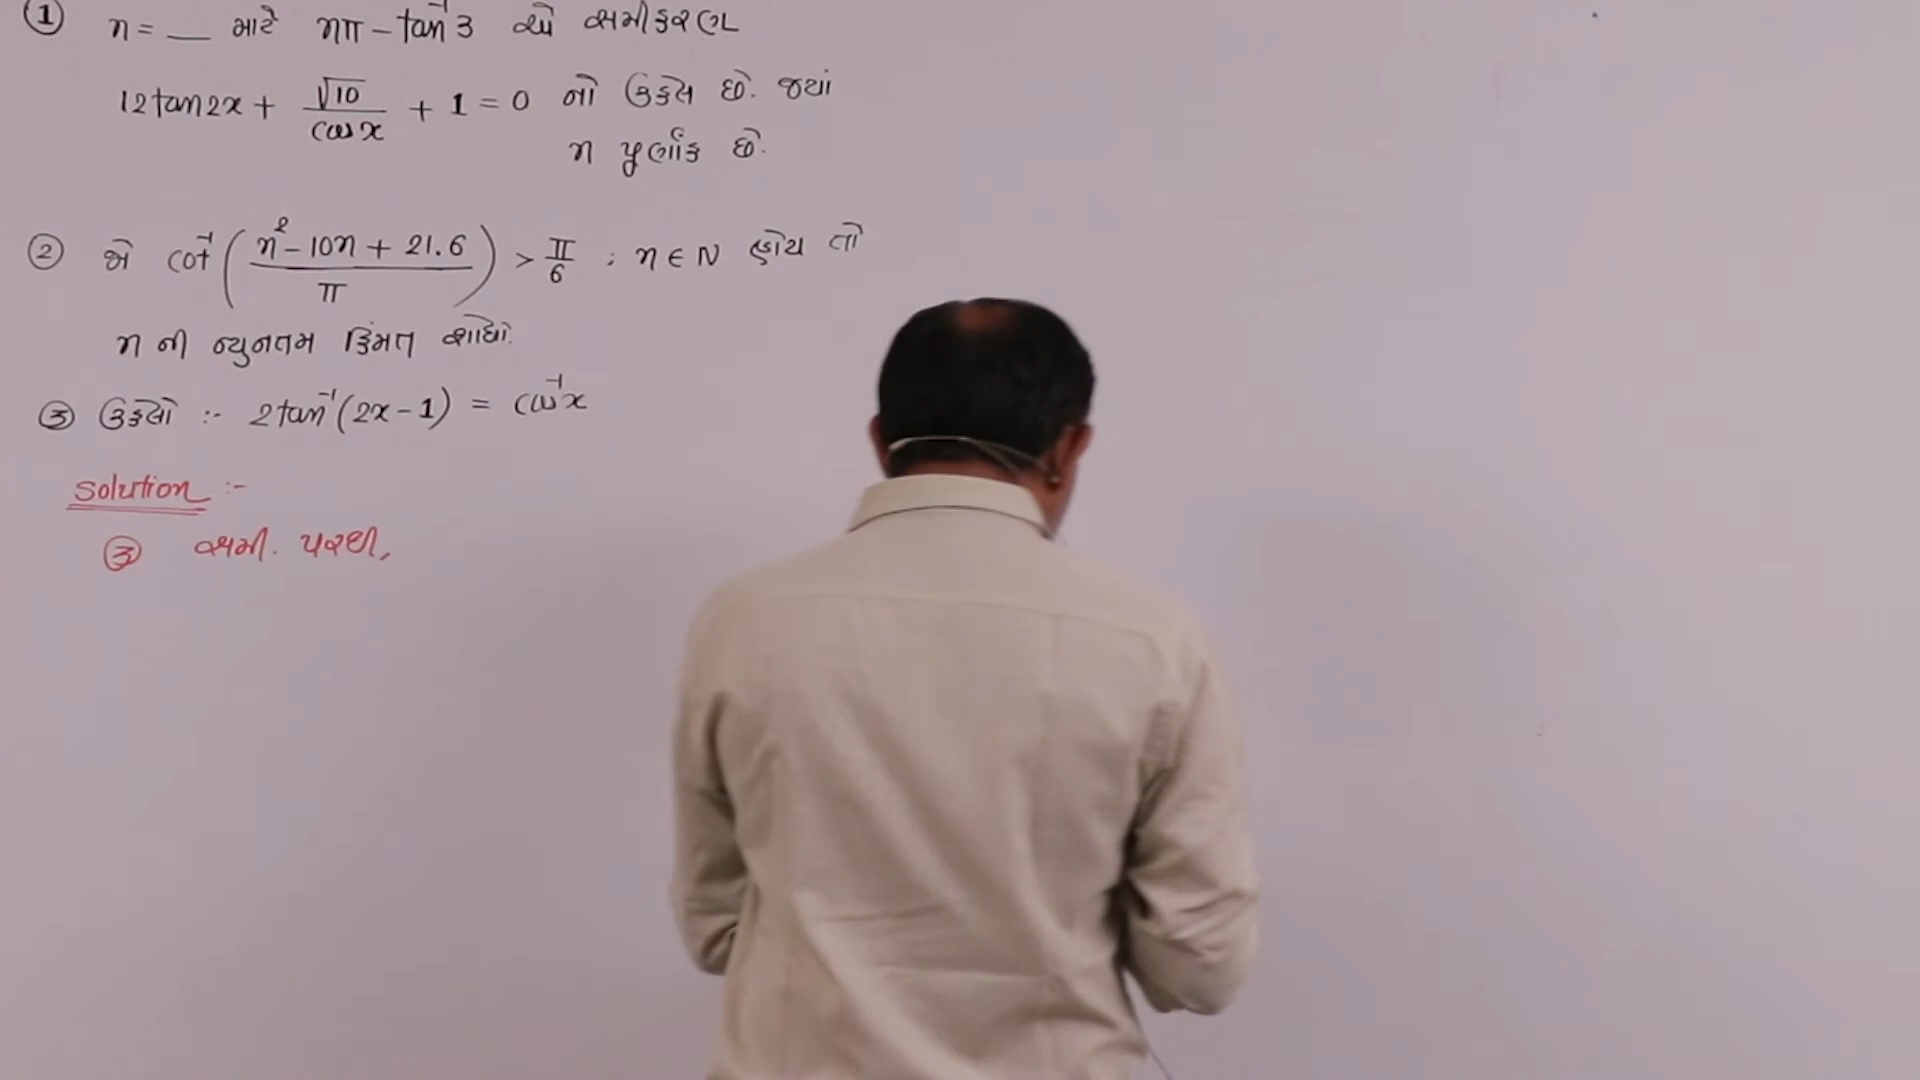 ① n = __ માટે nπ - tan⁻¹3 એ સમીકરણ
12tan2x + √10/cosx + 1 = 0 નો ઉકેલ છે. જ્યાં
n પુર્ણાંક છે.
② જો cot⁻¹((n² - 10n + 21.6)/π) > π/6 ; n ∈ N હોય તો
n ની ન્યુનતમ કિંમત શોધો.
③ ઉકેલો :- 2tan⁻¹(2x - 1) = cos⁻¹x
Solution :-
③ સમી. પરથી,